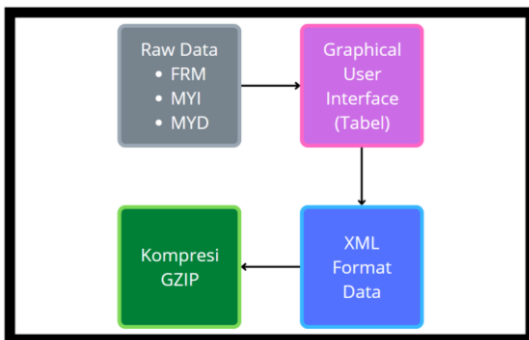 Raw Data
• FRM
• MYI
• MYD
Graphical
User
Interface
(Tabel)
XML
Format
Data
Kompresi
GZIP